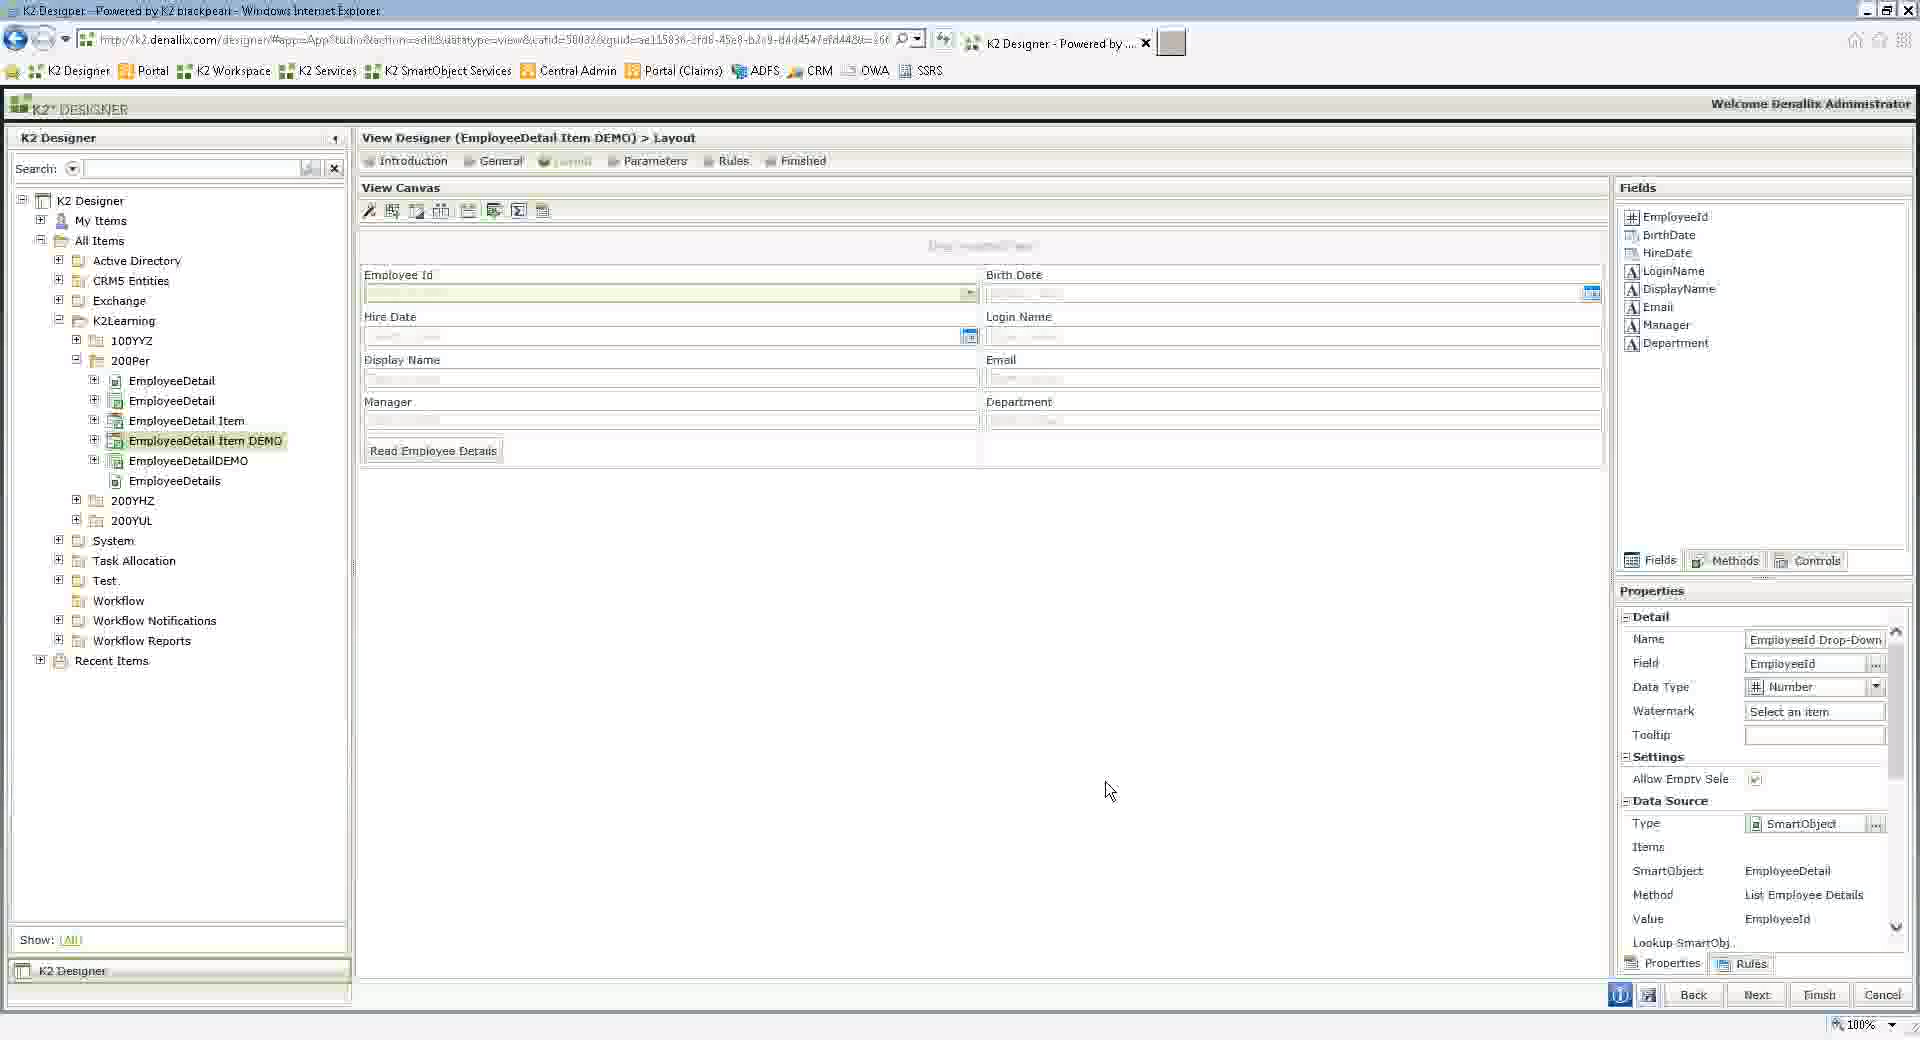 K2 Designer - Powered by K2 blackpearl - Windows Internet Explorer
K2 Designer - Powered by ....
K2 Designer
Portal
K2 Workspace
K2 Services
K2 SmartObject Services
Central Admin
Portal (Claims)
ADFS
CRM
OWA
SSRS
K2* DESIGNER
Welcome Denallix Administrator
K2 Designer
Search:
K2 Designer
My Items
All Items
Active Directory
CRM5 Entities
Exchange
K2Learning
100YYZ
200Per
EmployeeDetail
EmployeeDetail
EmployeeDetail Item
EmployeeDetail Item DEMO
EmployeeDetailDEMO
EmployeeDetails
200YHZ
200YUL
System
Task Allocation
Test
Workflow
Workflow Notifications
Workflow Reports
Recent Items
Show: (All)
K2 Designer
View Designer (EmployeeDetail Item DEMO) > Layout
Introduction
General
Layout
Parameters
Rules
Finished
View Canvas
Employee Id
Birth Date
Hire Date
Login Name
Display Name
Email
Manager
Department
Read Employee Details
Fields
EmployeeId
BirthDate
HireDate
LoginName
DisplayName
Email
Manager
Department
Fields
Methods
Controls
Properties
Detail
Name EmployeeId Drop-Down
Field EmployeeId ...
Data Type # Number
Watermark Select an item
Tooltip
Settings
Allow Empty Sele
Data Source
Type SmartObject ...
Items
SmartObject EmployeeDetail
Method List Employee Details
Value EmployeeId
Lookup SmartObj..
Properties
Rules
Back
Next
Finish
Cancel
100%